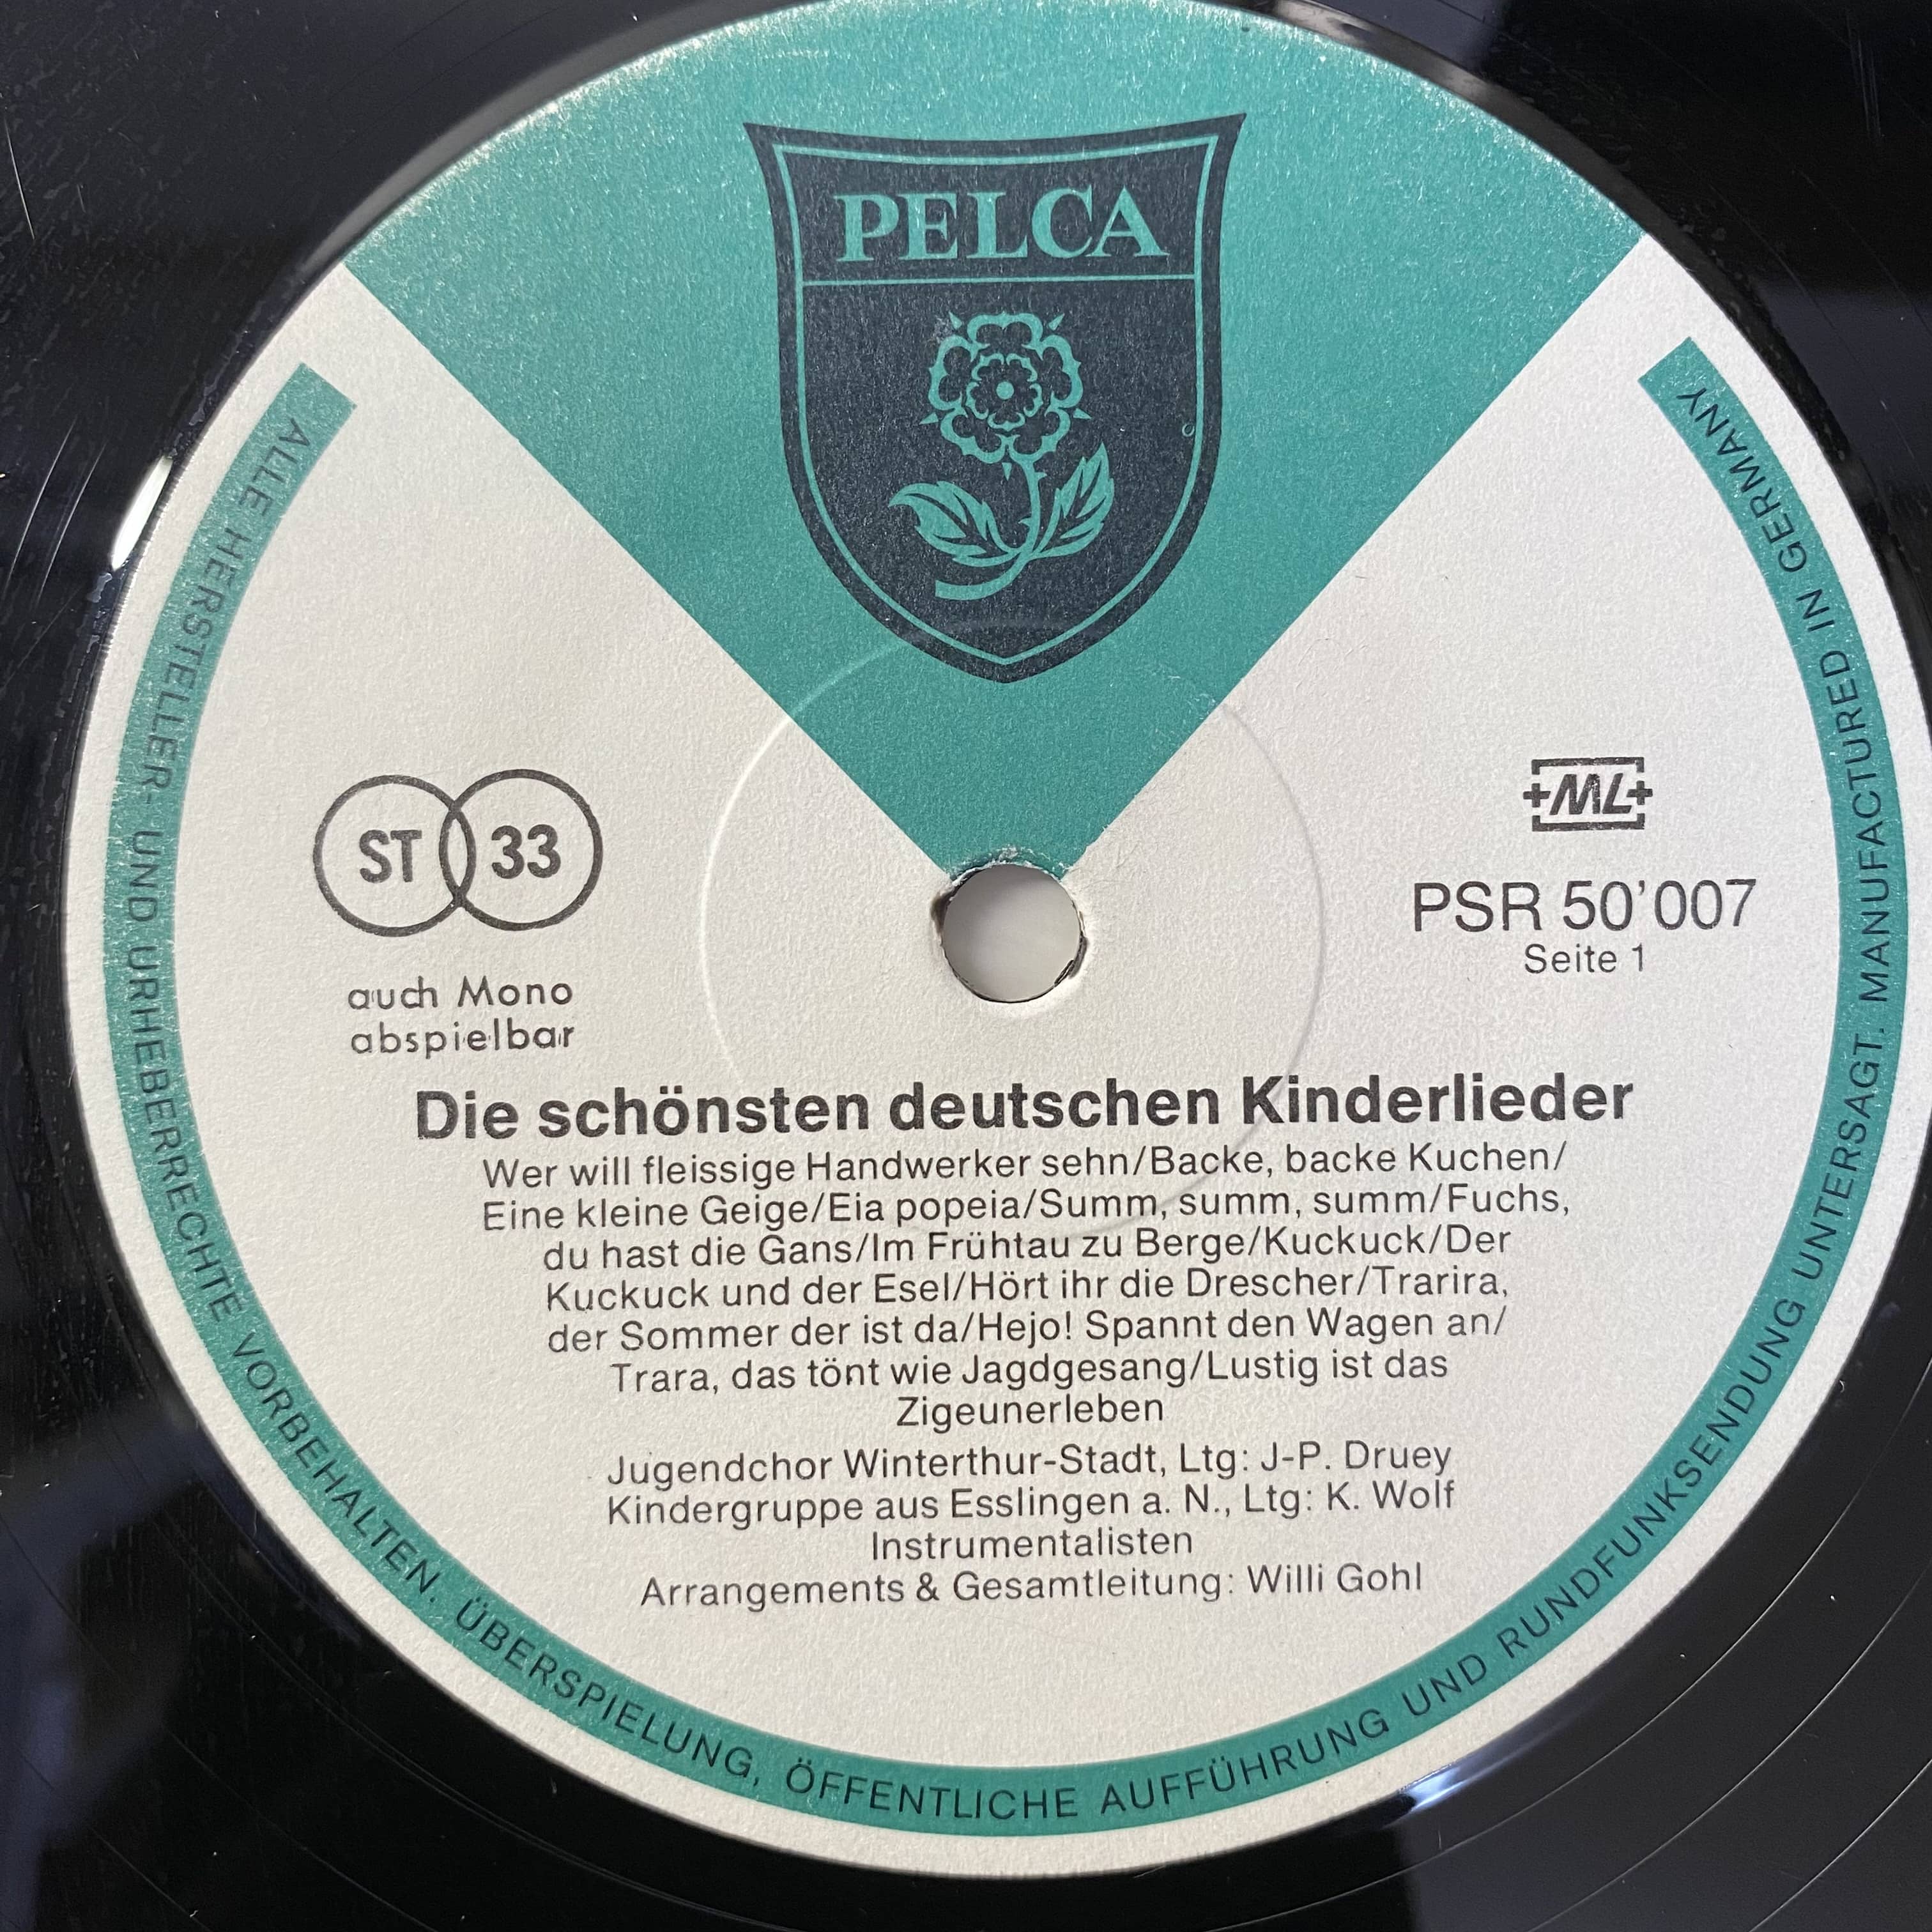 PELCA
ST 33
auch Mono
abspielbar
ML
PSR 50'007
Seite 1
Die schönsten deutschen Kinderlieder
Wer will fleissige Handwerker sehn/Backe, backe Kuchen/
Eine kleine Geige/Eia popeia/Summ, summ, summ/Fuchs,
du hast die Gans/Im Frühtau zu Berge/Kuckuck/Der
Kuckuck und der Esel/Hört ihr die Drescher/Trarira,
der Sommer der ist da/Hejo! Spannt den Wagen an/
Trara, das tönt wie Jagdgesang/Lustig ist das
Zigeunerleben
Jugendchor Winterthur-Stadt, Ltg: J-P. Druey
Kindergruppe aus Esslingen a. N., Ltg: K. Wolf
Instrumentalisten
Arrangements & Gesamtleitung: Willi Gohl
ALLE HERSTELLER- UND URHEBERRECHTE VORBEHALTEN. ÜBERSPIELUNG, ÖFFENTLICHE AUFFÜHRUNG UND RUNDFUNKSENDUNG UNTERSAGT. MANUFACTURED IN GERMANY